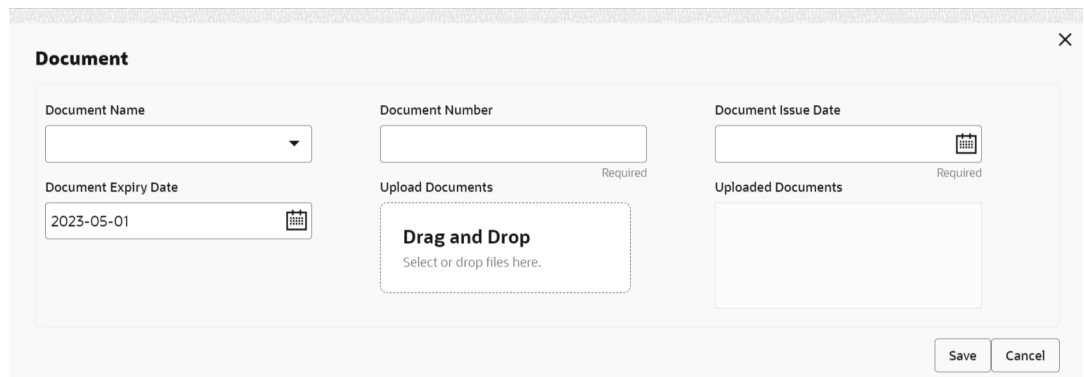 Document
Document Name
Document Number
Document Issue Date
Required
Required
Document Expiry Date
Upload Documents
Uploaded Documents
2023-05-01
Drag and Drop
Select or drop files here.
Save
Cancel